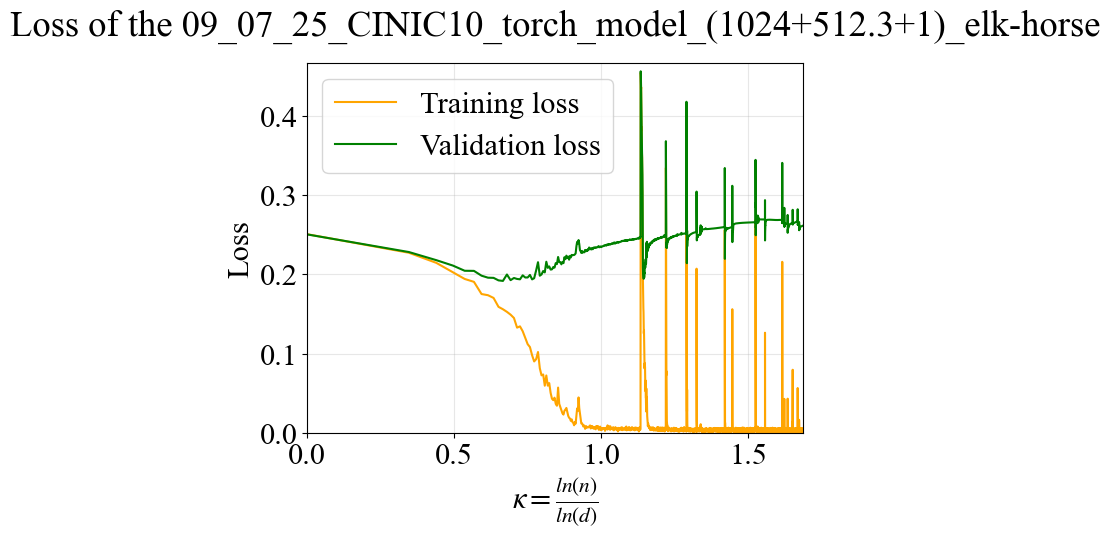 Loss of the 09_07_25_CINIC10_torch_model_(1024+512.3+1)_elk-horse
Training loss
Validation loss
Loss
0.4
0.3
0.2
0.1
0.0
0.0 0.5 1.0 1.5
κ = ln(n)/ln(d)